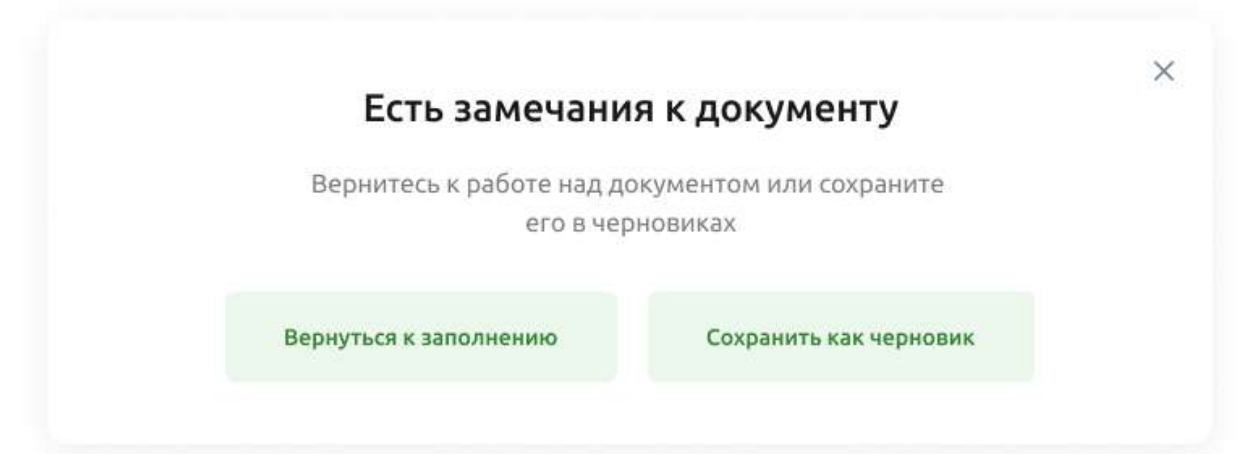 Есть замечания к документу
Вернитесь к работе над документом или сохраните
его в черновиках
Вернуться к заполнению
Сохранить как черновик